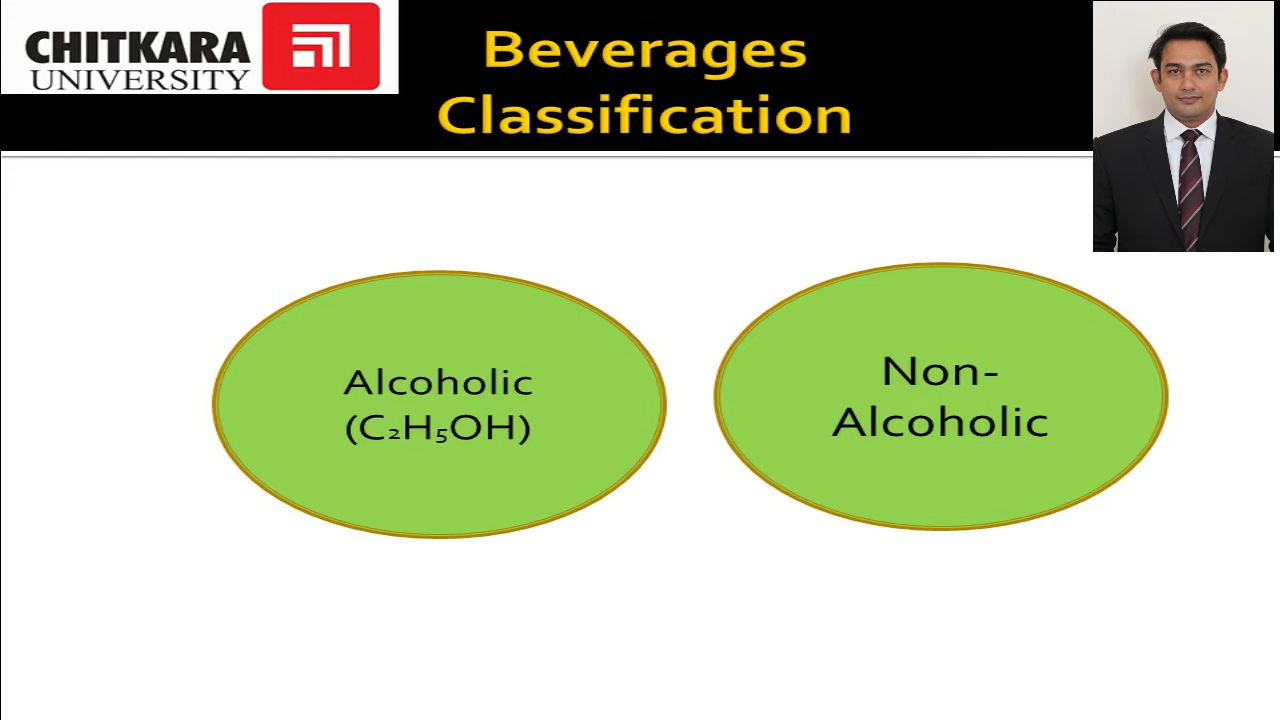 CHITKARA
UNIVERSITY
Beverages
Classification
Alcoholic
(C₂H₅OH)
Non-
Alcoholic